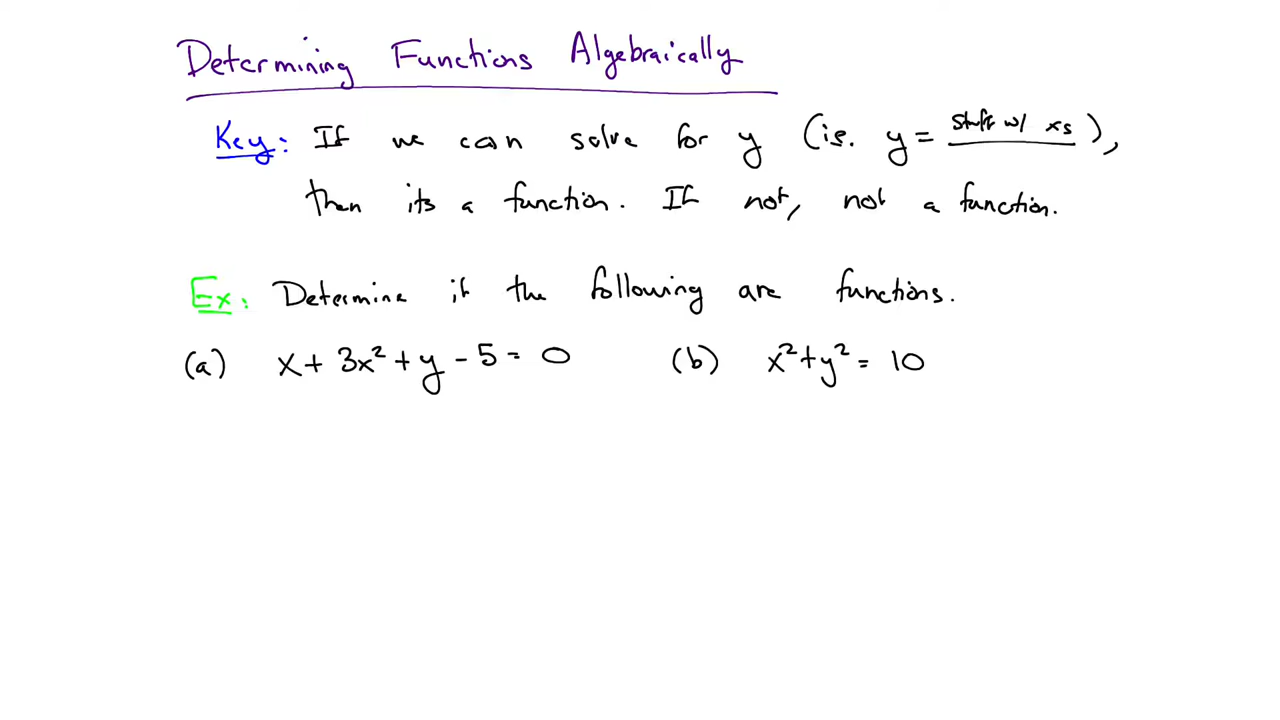 Determining Functions Algebraically
Key: If we can solve for y (ie. y = stuff w/ xs),
then its a function. If not, not a function.
Ex: Determine if the following are functions.
(a) x + 3x² + y - 5 = 0 (b) x² + y² = 10